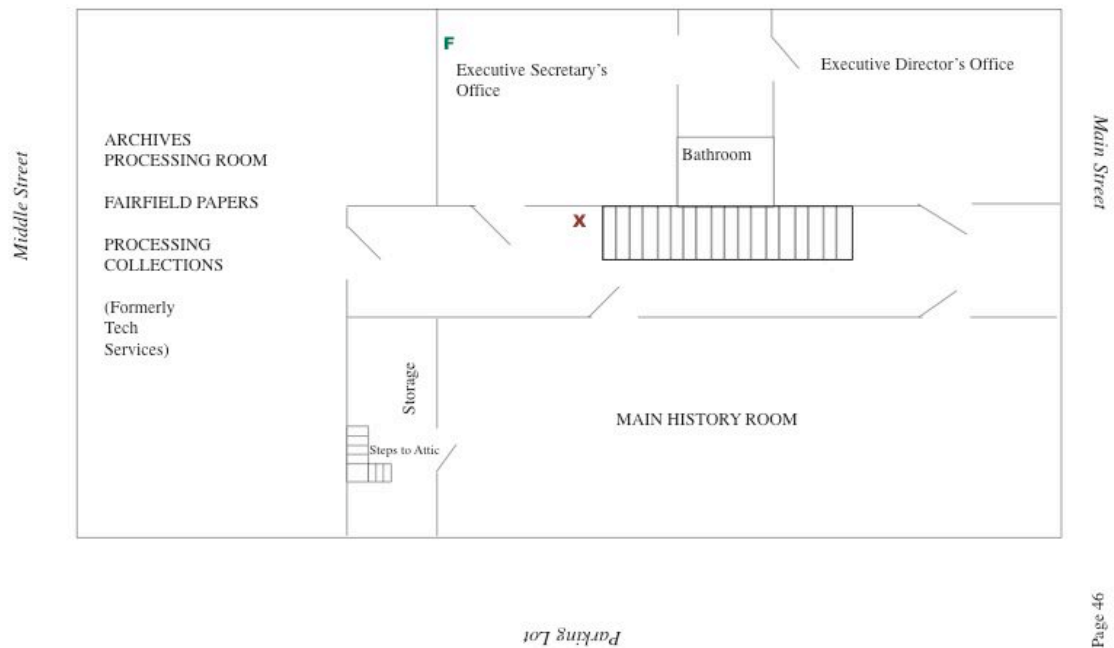 F
Executive Secretary's
Office
Executive Director's Office
ARCHIVES
PROCESSING ROOM
FAIRFIELD PAPERS
PROCESSING
COLLECTIONS
(Formerly
Tech
Services)
Bathroom
X
Storage
Steps to Attic
MAIN HISTORY ROOM
Middle Street
Main Street
Parking Lot
Page 46